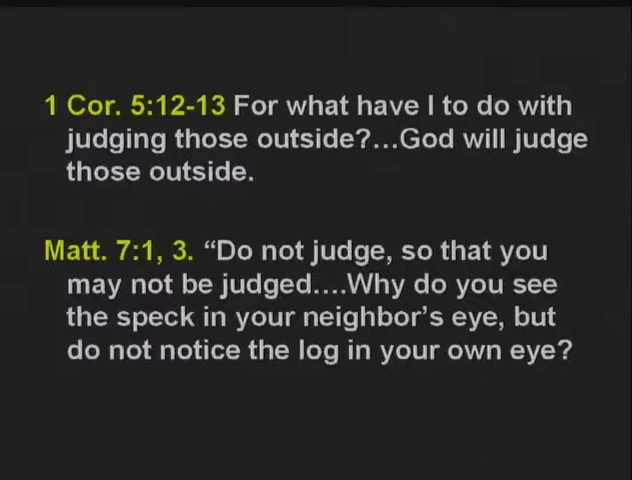 1 Cor. 5:12-13 For what have I to do with
judging those outside?...God will judge
those outside.
Matt. 7:1, 3. “Do not judge, so that you
may not be judged....Why do you see
the speck in your neighbor’s eye, but
do not notice the log in your own eye?